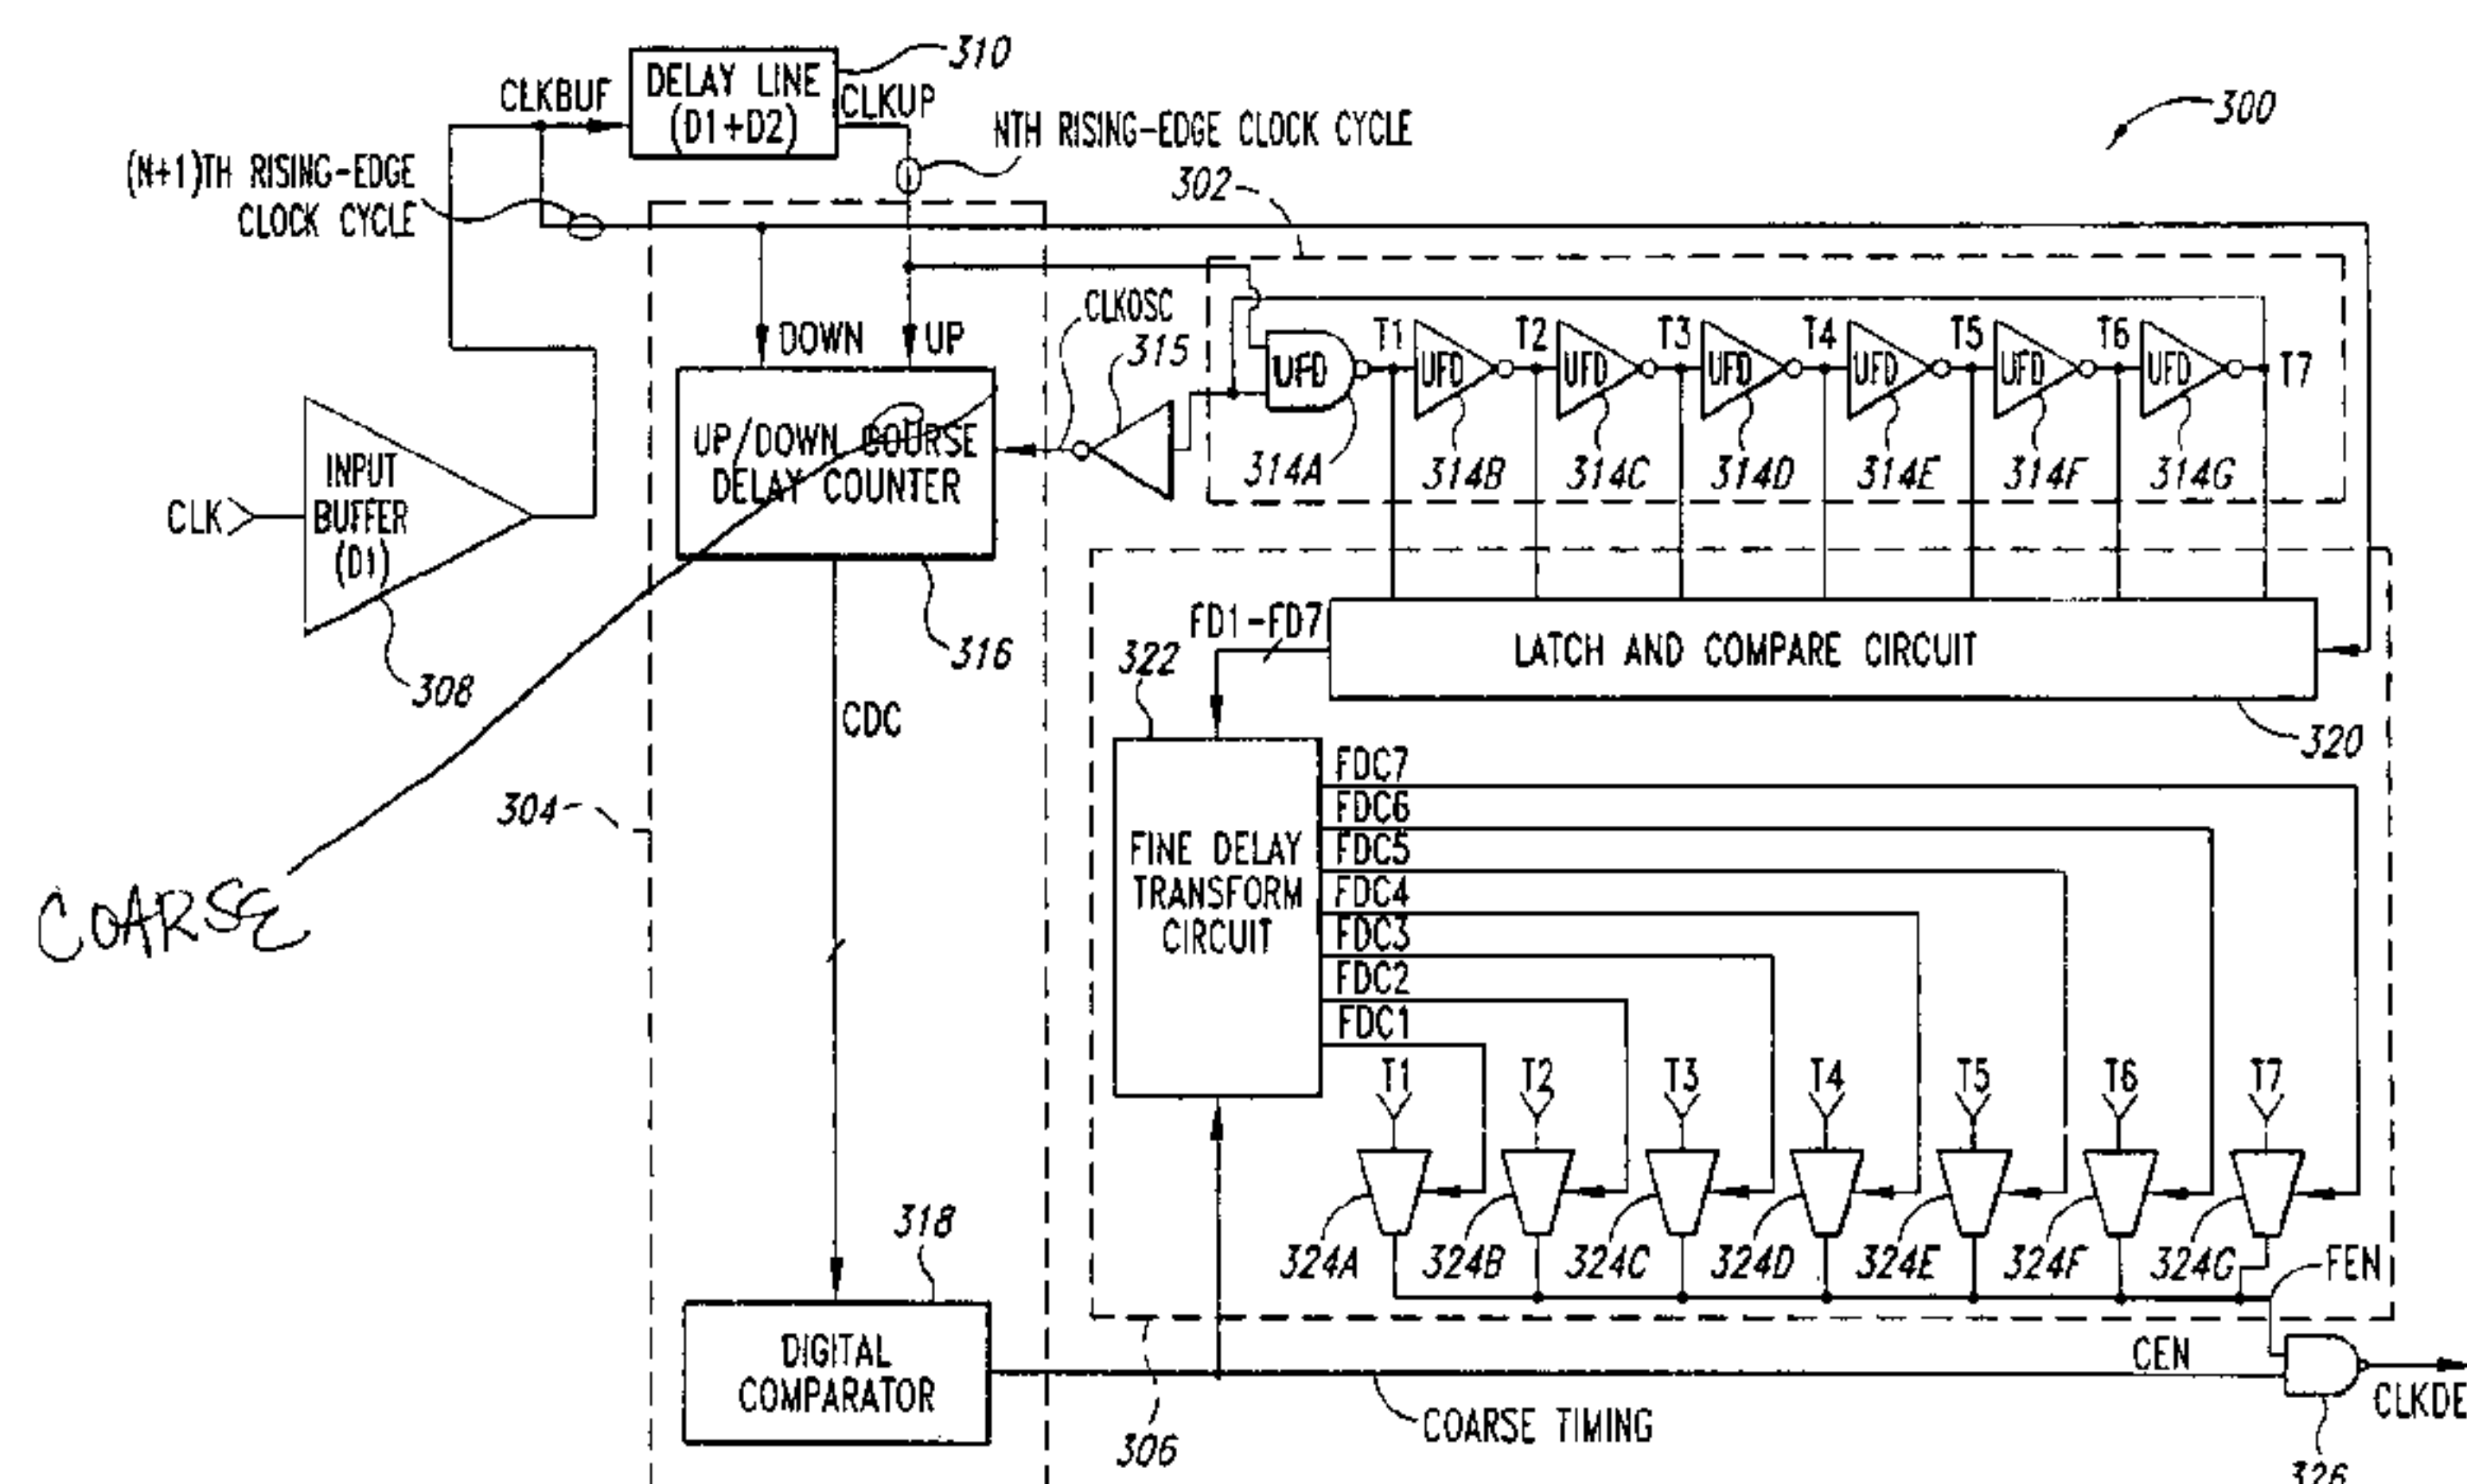 310
DELAY LINE
(D1+D2)
CLKBUF
CLKUP
NTH RISING-EDGE CLOCK CYCLE
300
(N+1)TH RISING-EDGE
CLOCK CYCLE
302
CLKOSC
315
DOWN
UP
T1
T2
T3
T4
T5
T6
T7
UFD
UFD
UFD
UFD
UFD
UFD
UFD
314A
314B
314C
314D
314E
314F
314G
UP/DOWN COURSE
DELAY COUNTER
316
CLK
INPUT
BUFFER
(D1)
308
FD1-FD7
LATCH AND COMPARE CIRCUIT
320
322
CDC
304
COARSE
FINE DELAY
TRANSFORM
CIRCUIT
FDC7
FDC6
FDC5
FDC4
FDC3
FDC2
FDC1
T1
T2
T3
T4
T5
T6
T7
324A
324B
324C
324D
324E
324F
324G
FEN
318
DIGITAL
COMPARATOR
CEN
CLKDE
COARSE TIMING
306
326